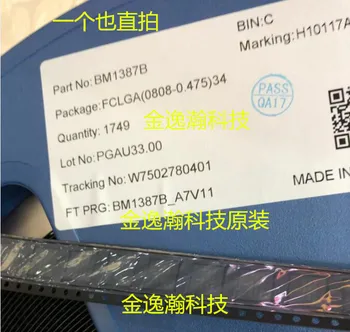 一个也直拍
BIN:C
Part No: BM1387B
Marking: H10117A
Package: FCLGA(0808-0.475)34
PASS
QA17
Quantity: 1749
金逸瀚科技
Lot No: PGAU33.00
Tracking No: W7502780401
MADE IN
FT PRG: BM1387B_A7V11
金逸瀚科技原装
金逸瀚科技